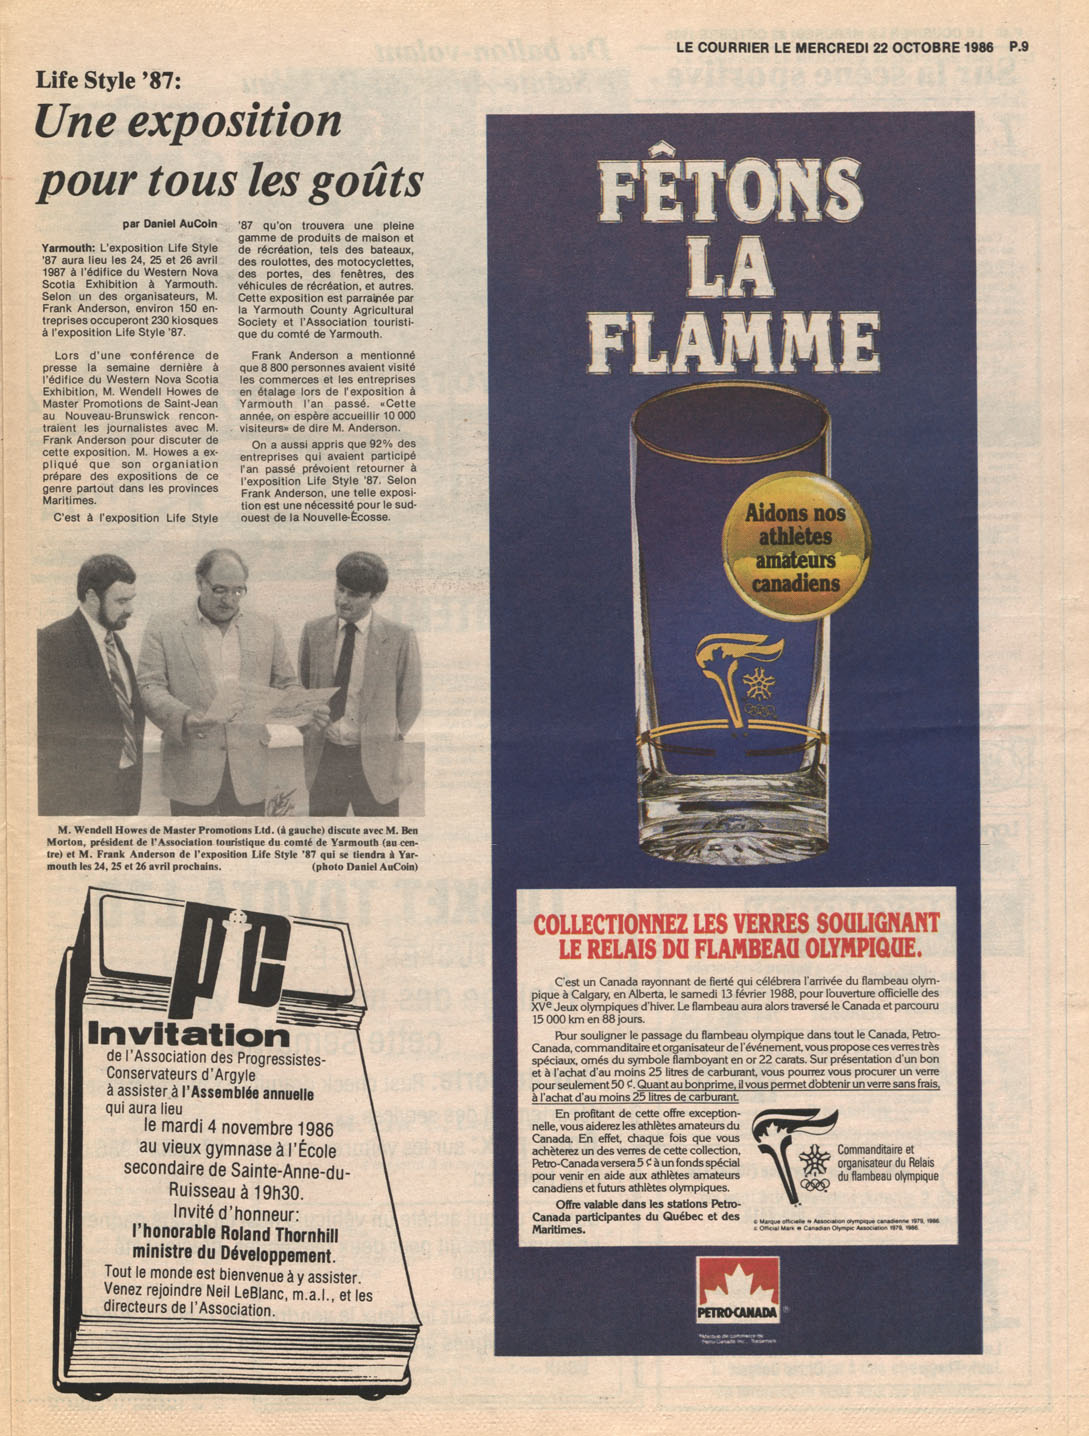 LE COURRIER LE MERCREDI 22 OCTOBRE 1986 P.9
Life Style '87:
Une exposition
pour tous les goûts
par Daniel AuCoin
Yarmouth: L'exposition Life Style
'87 aura lieu les 24, 25 et 26 avril
1987 à l'édifice du Western Nova
Scotia Exhibition à Yarmouth.
Selon un des organisateurs, M.
Frank Anderson, environ 150 en-
treprises occuperont 230 kiosques
à l'exposition Life Style '87.
Lors d'une conférence de
presse la semaine dernière à
l'édifice du Western Nova Scotia
Exhibition, M. Wendell Howes de
Master Promotions de Saint-Jean
au Nouveau-Brunswick rencon-
traient les journalistes avec M.
Frank Anderson pour discuter de
cette exposition. M. Howes a ex-
pliqué que son organiation
prépare des expositions de ce
genre partout dans les provinces
Maritimes.
C'est à l'exposition Life Style
'87 qu'on trouvera une pleine
gamme de produits de maison et
de récréation, tels des bateaux,
des roulottes, des motocyclettes,
des portes, des fenêtres, des
véhicules de récréation, et autres.
Cette exposition est parrainée par
la Yarmouth County Agricultural
Society et l'Association touristi-
que du comté de Yarmouth.
Frank Anderson a mentionné
que 8 800 personnes avaient visité
les commerces et les entreprises
en étalage lors de l'exposition à
Yarmouth l'an passé. «Cette
année, on espère accueillir 10 000
visiteurs» de dire M. Anderson.
On a aussi appris que 92% des
entreprises qui avaient participé
l'an passé prévoient retourner à
l'exposition Life Style '87. Selon
Frank Anderson, une telle exposi-
tion est une nécessité pour le sud-
ouest de la Nouvelle-Écosse.
M. Wendell Howes de Master Promotions Ltd. (à gauche) discute avec M. Ben
Morton, président de l'Association touristique du comté de Yarmouth (au cen-
tre) et M. Frank Anderson de l'exposition Life Style '87 qui se tiendra à Yar-
mouth les 24, 25 et 26 avril prochains. (photo Daniel AuCoin)
PC
Invitation
de l'Association des Progressistes-
Conservateurs d'Argyle
à assister à l'Assemblée annuelle
qui aura lieu
le mardi 4 novembre 1986
au vieux gymnase à l'École
secondaire de Sainte-Anne-du-
Ruisseau à 19h30.
Invité d'honneur:
l'honorable Roland Thornhill
ministre du Développement.
Tout le monde est bienvenue à y assister.
Venez rejoindre Neil LeBlanc, m.a.l., et les
directeurs de l'Association.
FÊTONS
LA
FLAMME
Aidons nos
athlètes
amateurs
canadiens
COLLECTIONNEZ LES VERRES SOULIGNANT
LE RELAIS DU FLAMBEAU OLYMPIQUE.
C'est un Canada rayonnant de fierté qui célébrera l'arrivée du flambeau olym-
pique à Calgary, en Alberta, le samedi 13 février 1988, pour l'ouverture officielle des
XVe Jeux olympiques d'hiver. Le flambeau aura alors traversé le Canada et parcouru
15 000 km en 88 jours.
Pour souligner le passage du flambeau olympique dans tout le Canada, Petro-
Canada, commanditaire et organisateur de l'événement, vous propose ces verres très
spéciaux, ornés du symbole flamboyant en or 22 carats. Sur présentation d'un bon
et à l'achat d'au moins 25 litres de carburant, vous pourrez vous procurer un verre
pour seulement 50 ¢. Quant au bonprime, il vous permet d'obtenir un verre sans frais,
à l'achat d'au moins 25 litres de carburant.
En profitant de cette offre exception-
nelle, vous aiderez les athlètes amateurs du
Canada. En effet, chaque fois que vous
achèterez un des verres de cette collection,
Petro-Canada versera 5 ¢ à un fonds spécial
pour venir en aide aux athlètes amateurs
canadiens et futurs athlètes olympiques.
Offre valable dans les stations Petro-
Canada participantes du Québec et des
Maritimes.
Commanditaire et
organisateur du Relais
du flambeau olympique
© Marque officielle Association olympique canadienne 1979, 1986.
© Official Mark Canadian Olympic Association 1979, 1986.
PETRO-CANADA
*Marque de commerce de
Petro-Canada Inc., Trademark